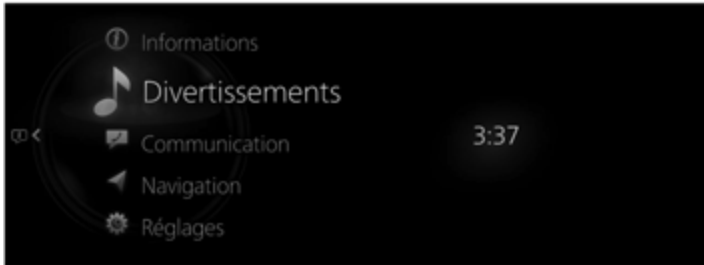 Informations
Divertissements
Communication
3:37
Navigation
Réglages